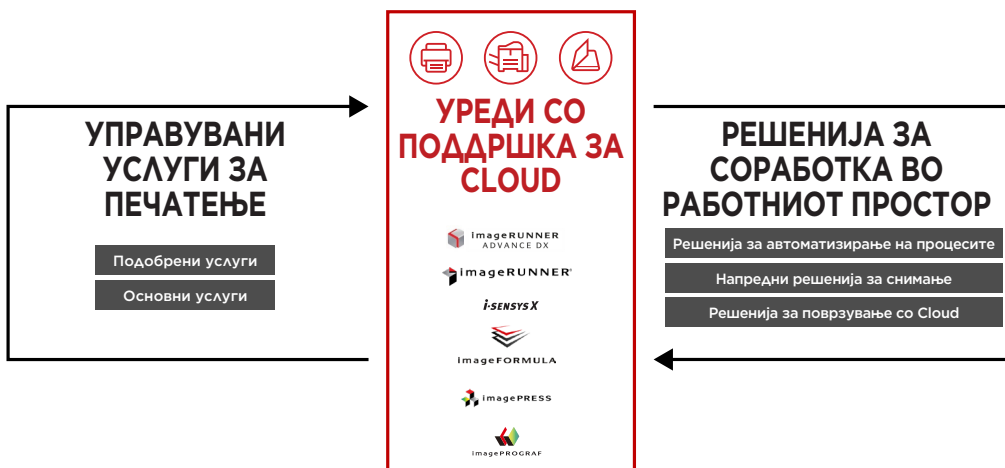 УПРАВУВАНИ
УСЛУГИ ЗА
ПЕЧАТЕЊЕ
Подобрени услуги
Основни услуги
УРЕДИ СО
ПОДДРШКА ЗА
CLOUD
imageRUNNER
ADVANCE DX
imageRUNNER®
i-SENSYS X
imageFORMULA
imagePRESS
imagePROGRAF
РЕШЕНИЈА ЗА
СОРАБОТКА ВО
РАБОТНИОТ ПРОСТОР
Решенија за автоматизирање на процесите
Напредни решенија за снимање
Решенија за поврзување со Cloud